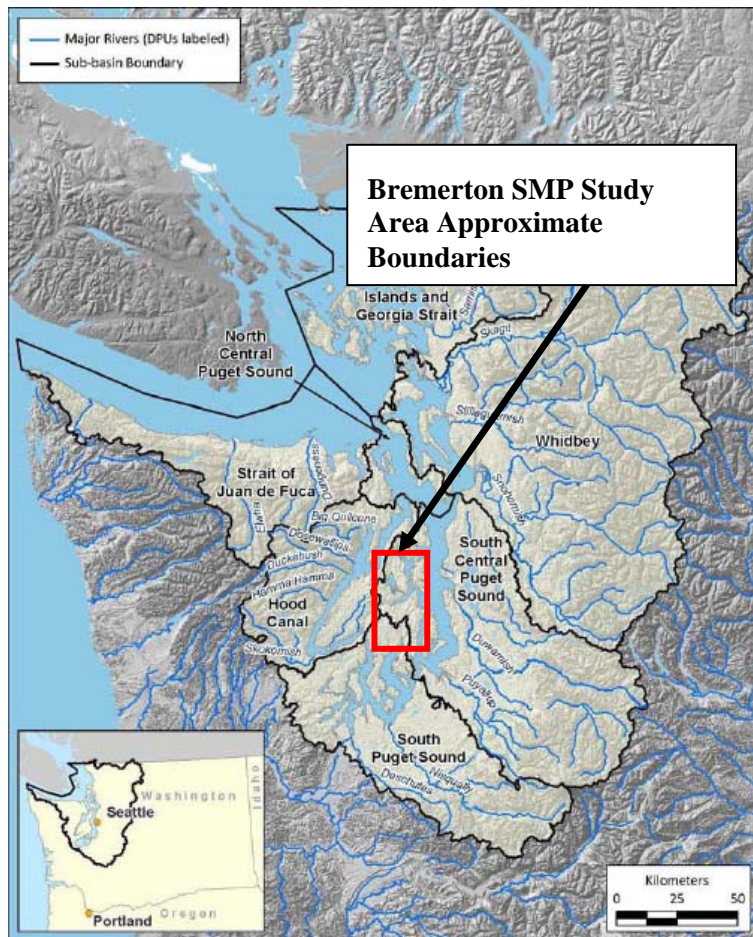 Major Rivers (DPUs labeled)
Sub-basin Boundary
Bremerton SMP Study
Area Approximate
Boundaries
Islands and
Georgia Strait
Skagit
North
Central
Puget Sound
Stillaguamish
Whidbey
Snohomish
Strait of
Juan de Fuca
Elwha
Dungeness
Big Quilcene
Dosewallips
Duckabush
Hamma Hamma
Hood
Canal
Skokomish
South
Central
Puget
Sound
Duwamish
Puyallup
South
Puget Sound
Nisqually
Deschutes
Seattle
Washington
Idaho
Portland
Oregon
Kilometers
0 25 50